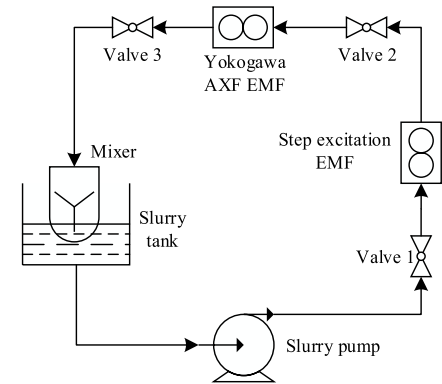 Valve 3
Yokogawa
AXF EMF
Valve 2
Step excitation
EMF
Mixer
Slurry
tank
Valve 1
Slurry pump